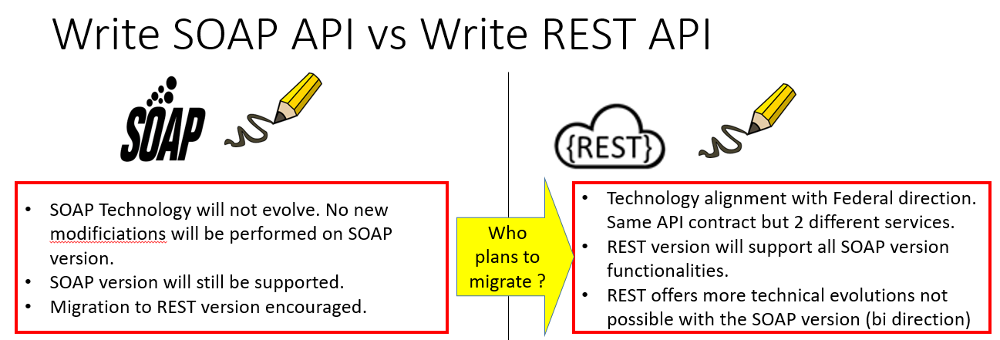 Write SOAP API vs Write REST API
SOAP
{REST}
• SOAP Technology will not evolve. No new
modificiations will be performed on SOAP
version.
• SOAP version will still be supported.
• Migration to REST version encouraged.
Who
plans to
migrate ?
• Technology alignment with Federal direction.
Same API contract but 2 different services.
• REST version will support all SOAP version
functionalities.
• REST offers more technical evolutions not
possible with the SOAP version (bi direction)